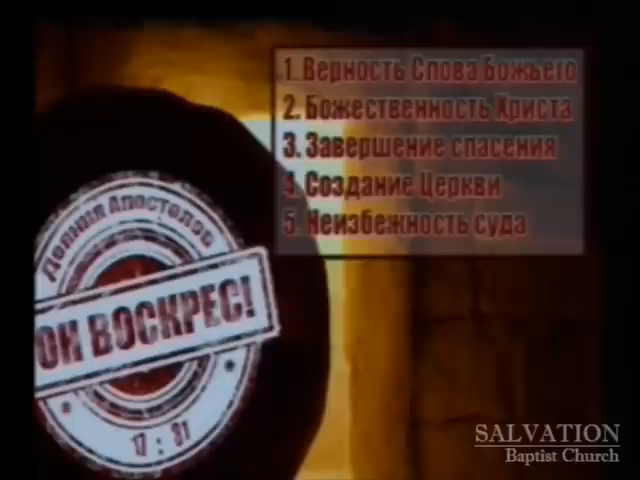 1. Верность Слова Божьего
2. Божественность Христа
3. Завершение спасения
4. Создание Церкви
5. Неизбежность суда
Деяния Апостолов
ОН ВОСКРЕС!
17 : 31
SALVATION
Baptist Church